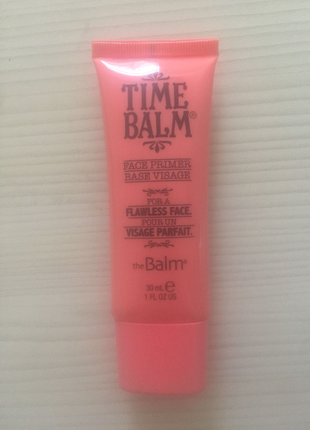 TIME
BALM®
FACE PRIMER
BASE VISAGE
FOR A
FLAWLESS FACE.
POUR UN
VISAGE PARFAIT.
theBalm®
30 mL ℮
1 FL OZ US